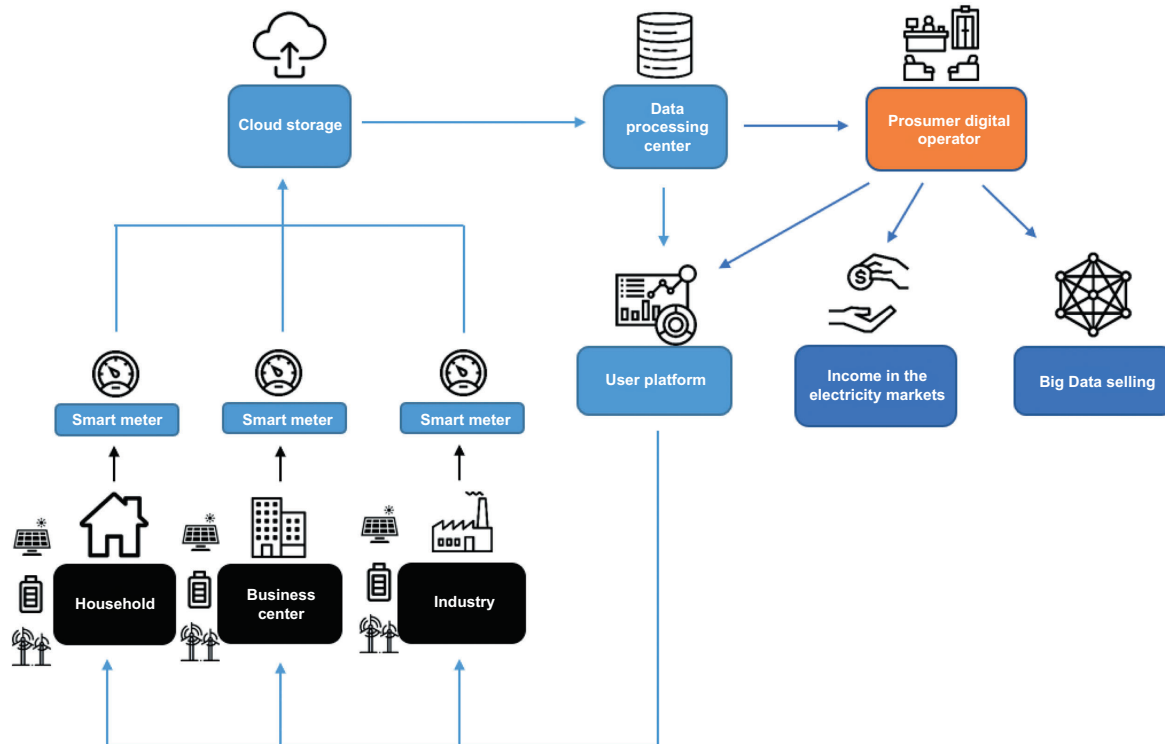 Cloud storage
Data
processing
center
Prosumer digital
operator
User platform
Income in the
electricity markets
Big Data selling
Smart meter
Smart meter
Smart meter
Household
Business
center
Industry
$